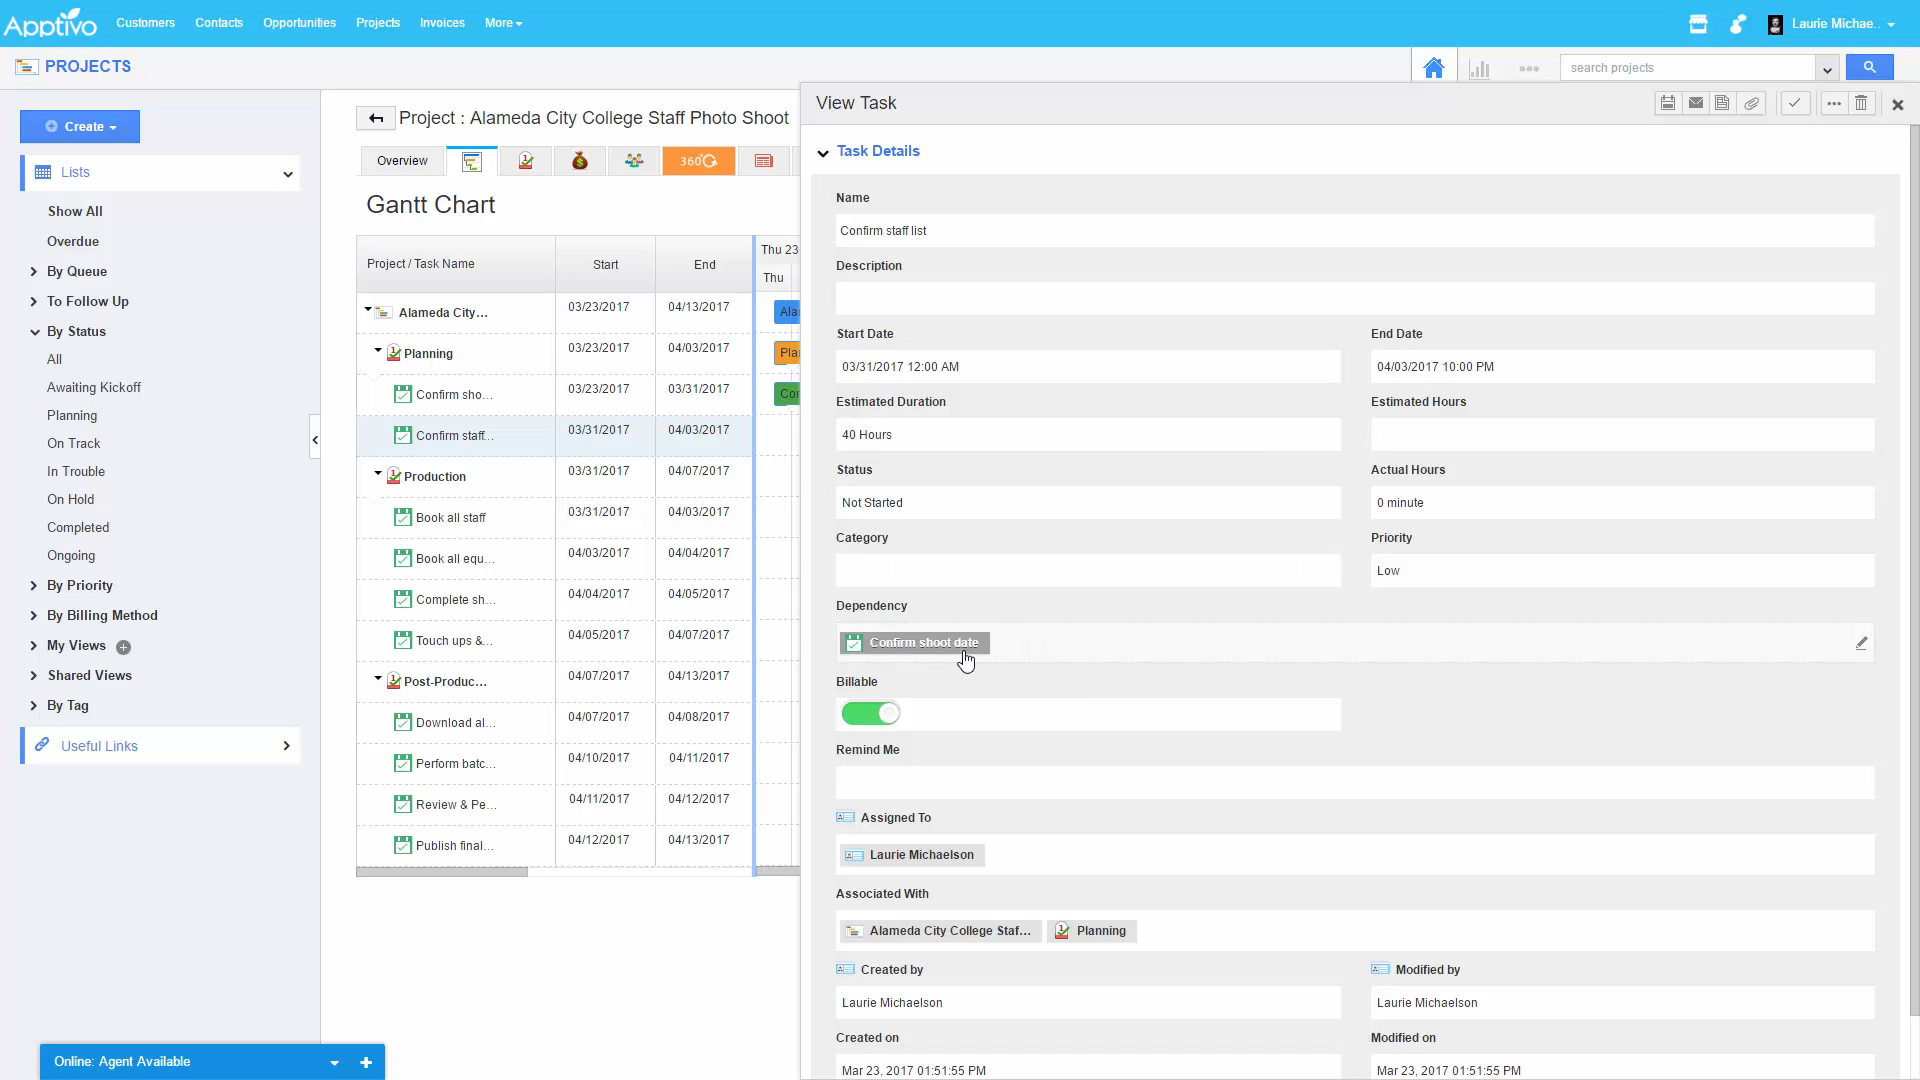 Apptivo
Customers
Contacts
Opportunities
Projects
Invoices
More
Laurie Michae..
PROJECTS
search projects
Create
Lists
Show All
Overdue
By Queue
To Follow Up
By Status
All
Awaiting Kickoff
Planning
On Track
In Trouble
On Hold
Completed
Ongoing
By Priority
By Billing Method
My Views
Shared Views
By Tag
Useful Links
Online: Agent Available
Project : Alameda City College Staff Photo Shoot
Overview
360
Gantt Chart
Project / Task Name Start End Thu 23
Thu
Alameda City... 03/23/2017 04/13/2017 Ala
Planning 03/23/2017 04/03/2017 Pla
Confirm sho... 03/23/2017 03/31/2017 Con
Confirm staff... 03/31/2017 04/03/2017
Production 03/31/2017 04/07/2017
Book all staff 03/31/2017 04/03/2017
Book all equ... 04/03/2017 04/04/2017
Complete sh... 04/04/2017 04/05/2017
Touch ups &... 04/05/2017 04/07/2017
Post-Produc... 04/07/2017 04/13/2017
Download al... 04/07/2017 04/08/2017
Perform batc... 04/10/2017 04/11/2017
Review & Pe... 04/11/2017 04/12/2017
Publish final... 04/12/2017 04/13/2017
View Task
Task Details
Name
Confirm staff list
Description
Start Date End Date
03/31/2017 12:00 AM 04/03/2017 10:00 PM
Estimated Duration Estimated Hours
40 Hours
Status Actual Hours
Not Started 0 minute
Category Priority
Low
Dependency
Confirm shoot date
Billable
Remind Me
Assigned To
Laurie Michaelson
Associated With
Alameda City College Staf... Planning
Created by Modified by
Laurie Michaelson Laurie Michaelson
Created on Modified on
Mar 23, 2017 01:51:55 PM Mar 23, 2017 01:51:55 PM